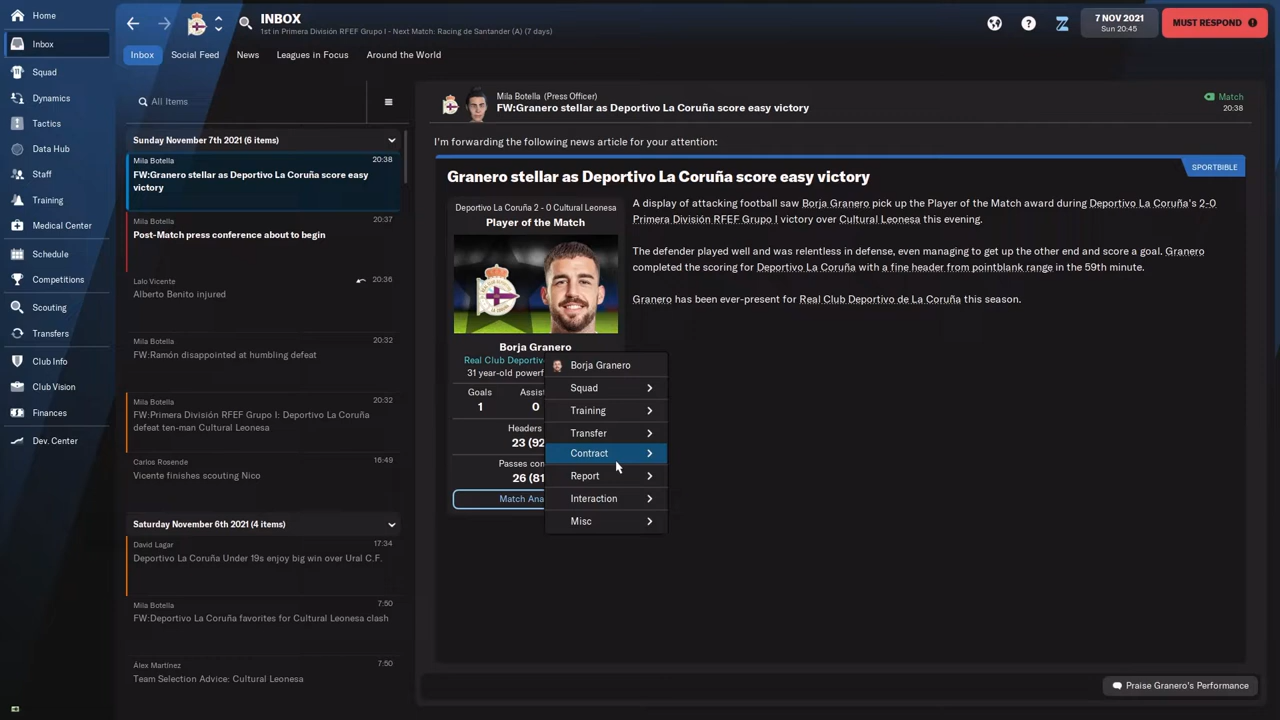 Home
Inbox
Squad
Dynamics
Tactics
Data Hub
Staff
Training
Medical Center
Schedule
Competitions
Scouting
Transfers
Club Info
Club Vision
Finances
Dev. Center
INBOX
1st in Primera División RFEF Grupo I - Next Match: Racing de Santander (A) (7 days)
7 NOV 2021
Sun 20:45
MUST RESPOND
Inbox
Social Feed
News
Leagues in Focus
Around the World
All Items
Sunday November 7th 2021 (6 items)
Mila Botella
20:38
FW:Granero stellar as Deportivo La Coruña score easy
victory
Mila Botella
20:37
Post-Match press conference about to begin
Lalo Vicente
20:36
Alberto Benito injured
Mila Botella
20:32
FW:Ramón disappointed at humbling defeat
Mila Botella
20:32
FW:Primera División RFEF Grupo I: Deportivo La Coruña
defeat ten-man Cultural Leonesa
Carlos Rosende
16:49
Vicente finishes scouting Nico
Saturday November 6th 2021 (4 items)
David Lagar
17:34
Deportivo La Coruña Under 19s enjoy big win over Ural C.F.
Mila Botella
7:50
FW:Deportivo La Coruña favorites for Cultural Leonesa clash
Álex Martínez
7:50
Team Selection Advice: Cultural Leonesa
Mila Botella (Press Officer)
FW:Granero stellar as Deportivo La Coruña score easy victory
Match
20:38
I'm forwarding the following news article for your attention:
SPORTBIBLE
Granero stellar as Deportivo La Coruña score easy victory
Deportivo La Coruña 2 - 0 Cultural Leonesa
Player of the Match
Borja Granero
Real Club Deportiv
31 year-old powerf
Goals
Assis
1
0
Headers
23 (92
Passes com
26 (81
Match Ana
A display of attacking football saw Borja Granero pick up the Player of the Match award during Deportivo La Coruña's 2-0
Primera División RFEF Grupo I victory over Cultural Leonesa this evening.
The defender played well and was relentless in defense, even managing to get up the other end and score a goal. Granero
completed the scoring for Deportivo La Coruña with a fine header from pointblank range in the 59th minute.
Granero has been ever-present for Real Club Deportivo de La Coruña this season.
Borja Granero
Squad
Training
Transfer
Contract
Report
Interaction
Misc
Praise Granero's Performance